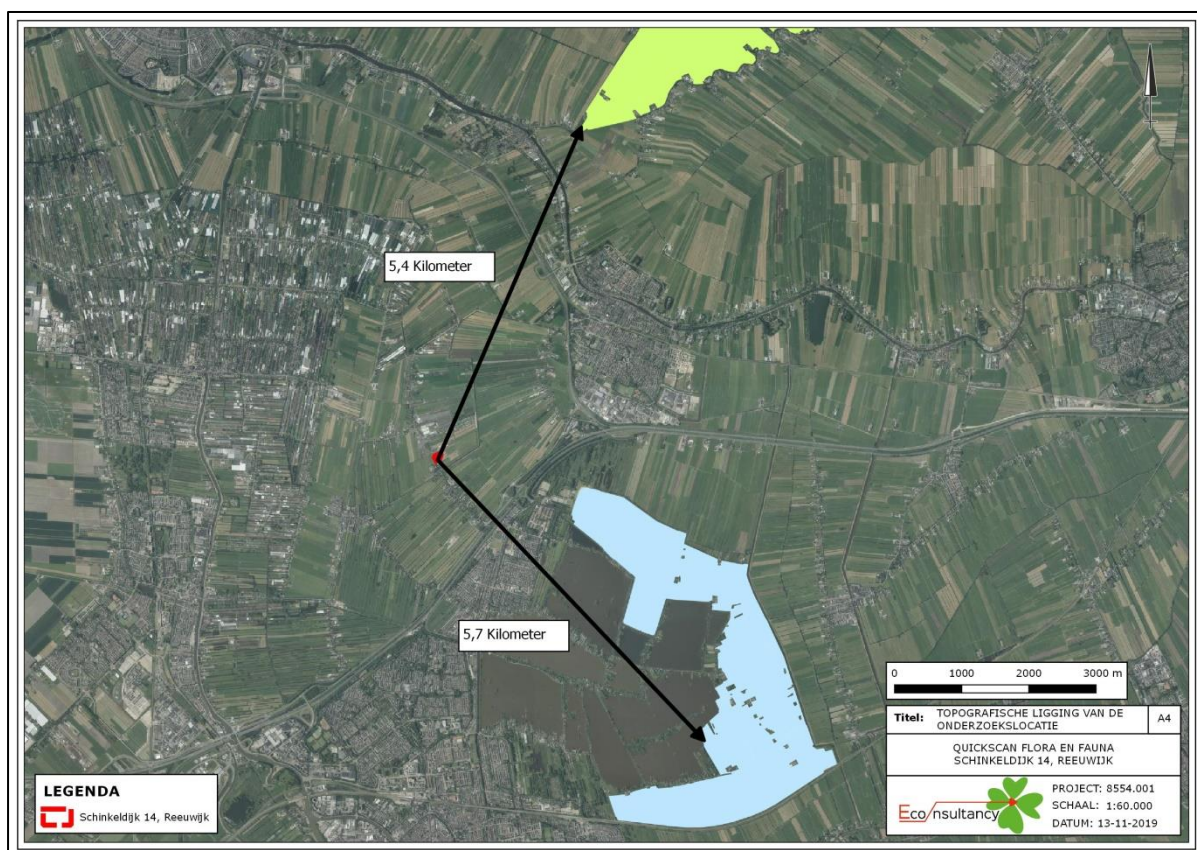 5,4 Kilometer
5,7 Kilometer
0 1000 2000 3000 m
Titel: TOPOGRAFISCHE LIGGING VAN DE ONDERZOEKSLOCATIE A4
QUICKSCAN FLORA EN FAUNA
SCHINKELDIJK 14, REEUWIJK
Econsultancy
PROJECT: 8554.001
SCHAAL: 1:60.000
DATUM: 13-11-2019
LEGENDA
Schinkeldijk 14, Reeuwijk